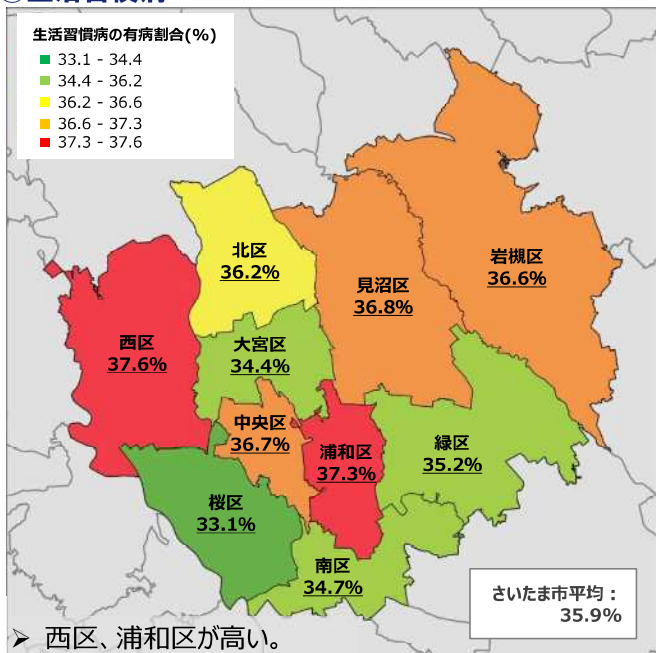 生活習慣病の有病割合(%)
33.1 - 34.4
34.4 - 36.2
36.2 - 36.6
36.6 - 37.3
37.3 - 37.6
北区
36.2%
岩槻区
36.6%
見沼区
36.8%
西区
37.6%
大宮区
34.4%
中央区
36.7%
浦和区
37.3%
緑区
35.2%
桜区
33.1%
南区
34.7%
さいたま市平均：
35.9%
➢ 西区、浦和区が高い。